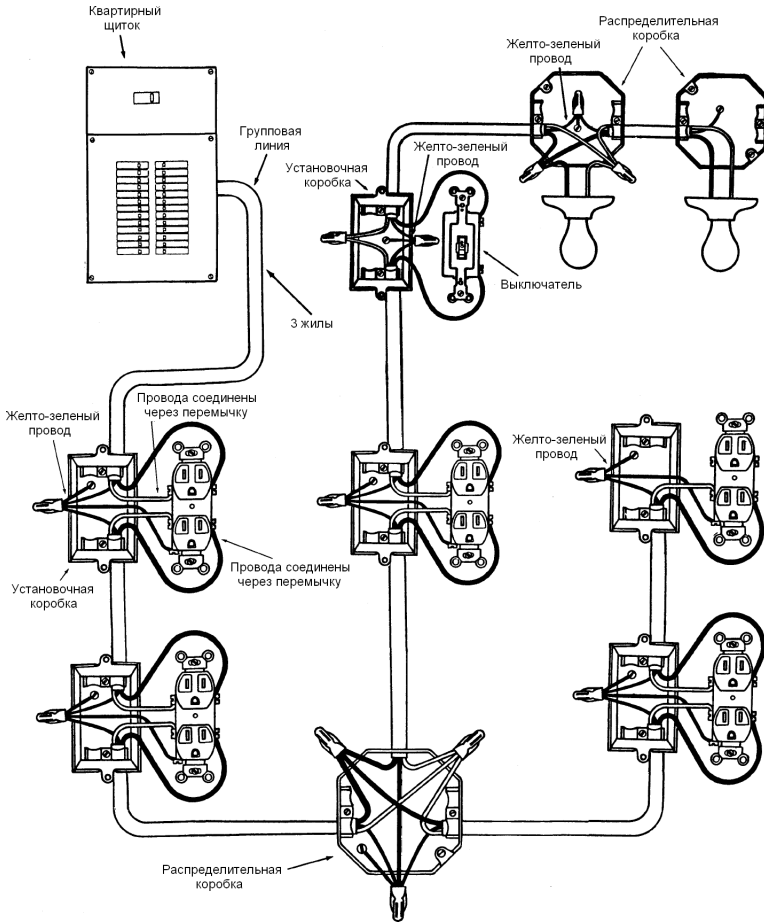 Квартирный
щиток
Распределительная
коробка
Желто-зеленый
провод
Групповая
линия
Желто-зеленый
провод
Установочная
коробка
Выключатель
3 жилы
Провода соединены
через перемычку
Желто-зеленый
провод
Желто-зеленый
провод
Провода соединены
через перемычку
Установочная
коробка
Распределительная
коробка